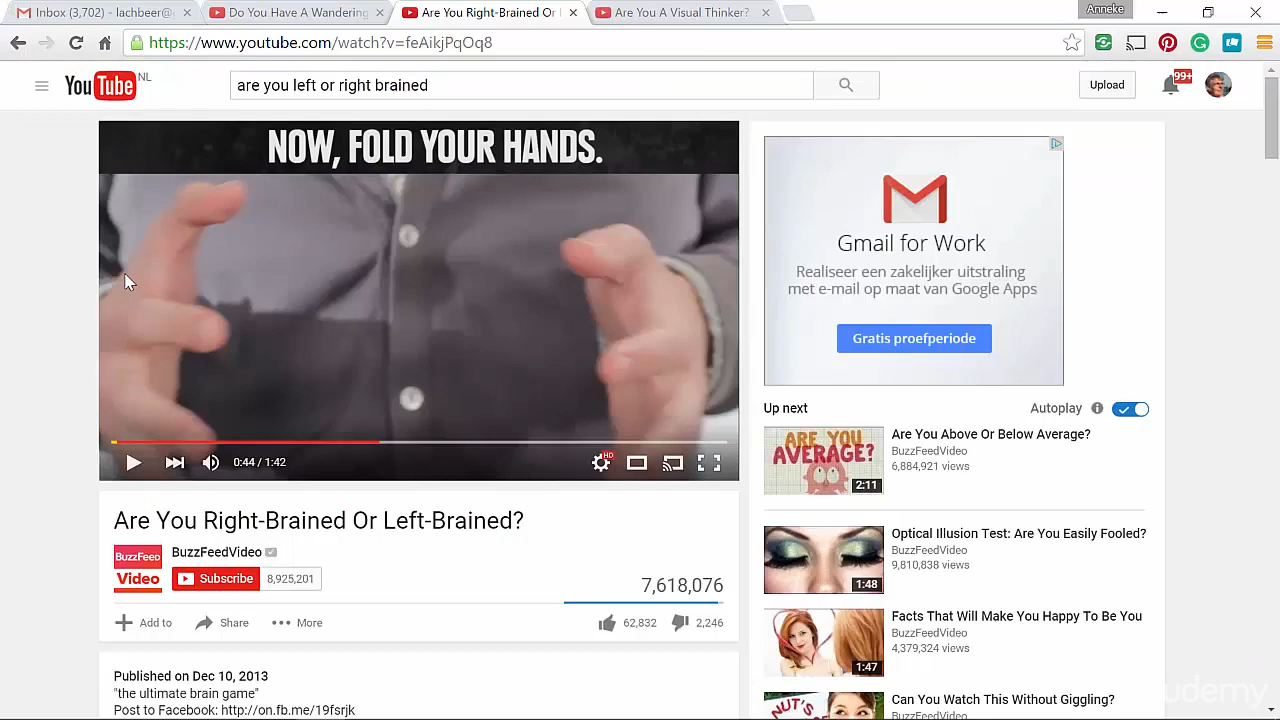 Inbox (3,702) - lachbeer@
Do You Have A Wandering
Are You Right-Brained Or
Are You A Visual Thinker?
Anneke
https://www.youtube.com/watch?v=feAikjPqOq8
YouTube NL
are you left or right brained
Upload
99+
NOW, FOLD YOUR HANDS.
0:44 / 1:42
HD
Gmail for Work
Realiseer een zakelijker uitstraling
met e-mail op maat van Google Apps
Gratis proefperiode
Up next
Autoplay
ARE YOU
AVERAGE?
2:11
Are You Above Or Below Average?
BuzzFeedVideo
6,884,921 views
Are You Right-Brained Or Left-Brained?
BuzzFeed
Video
BuzzFeedVideo
Subscribe
8,925,201
7,618,076
Add to
Share
More
62,832
2,246
1:48
Optical Illusion Test: Are You Easily Fooled?
BuzzFeedVideo
9,810,838 views
1:47
Facts That Will Make You Happy To Be You
BuzzFeedVideo
4,379,324 views
NUT'S
Can You Watch This Without Giggling?
BuzzFeedVideo
Published on Dec 10, 2013
"the ultimate brain game"
Post to Facebook: http://on.fb.me/19fsrjk
udemy